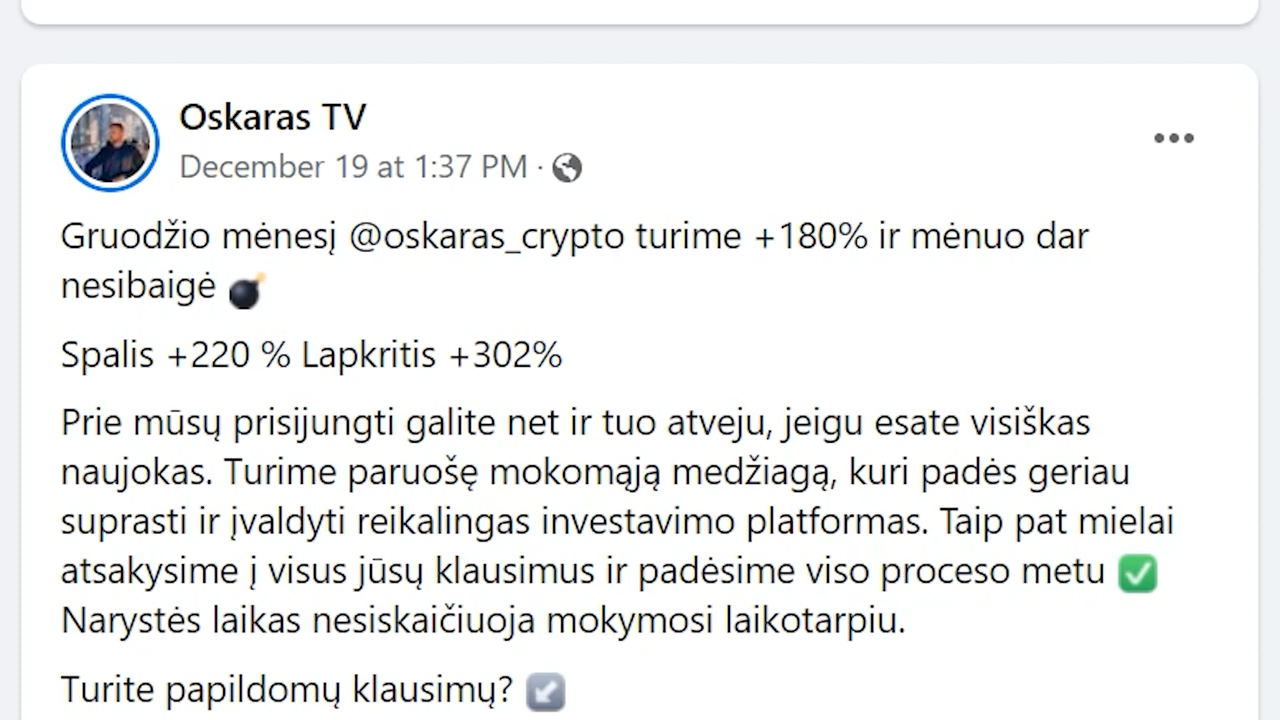 Oskaras TV
December 19 at 1:37 PM ·
Gruodžio mėnesį @oskaras_crypto turime +180% ir mėnuo dar
nesibaigė 💣
Spalis +220 % Lapkritis +302%
Prie mūsų prisijungti galite net ir tuo atveju, jeigu esate visiškas
naujokas. Turime paruošę mokomąją medžiagą, kuri padės geriau
suprasti ir įvaldyti reikalingas investavimo platformas. Taip pat mielai
atsakysime į visus jūsų klausimus ir padėsime viso proceso metu ✅
Narystės laikas nesiskaičiuoja mokymosi laikotarpiu.
Turite papildomų klausimų? ↙️